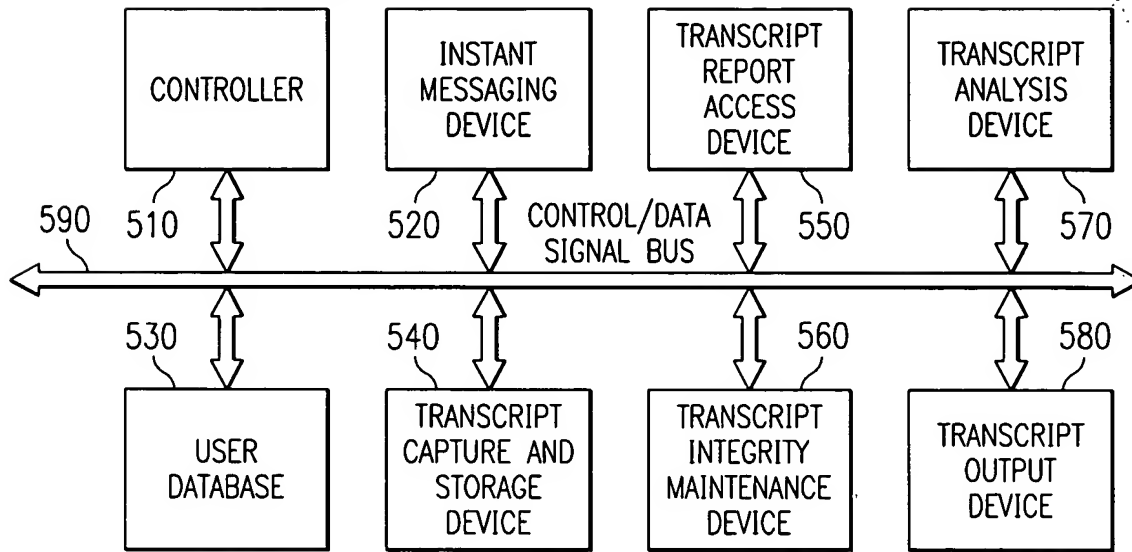 CONTROLLER
INSTANT
MESSAGING
DEVICE
TRANSCRIPT
REPORT
ACCESS
DEVICE
TRANSCRIPT
ANALYSIS
DEVICE
590
510
520
CONTROL/DATA
SIGNAL BUS
550
570
530
540
560
580
USER
DATABASE
TRANSCRIPT
CAPTURE AND
STORAGE
DEVICE
TRANSCRIPT
INTEGRITY
MAINTENANCE
DEVICE
TRANSCRIPT
OUTPUT
DEVICE